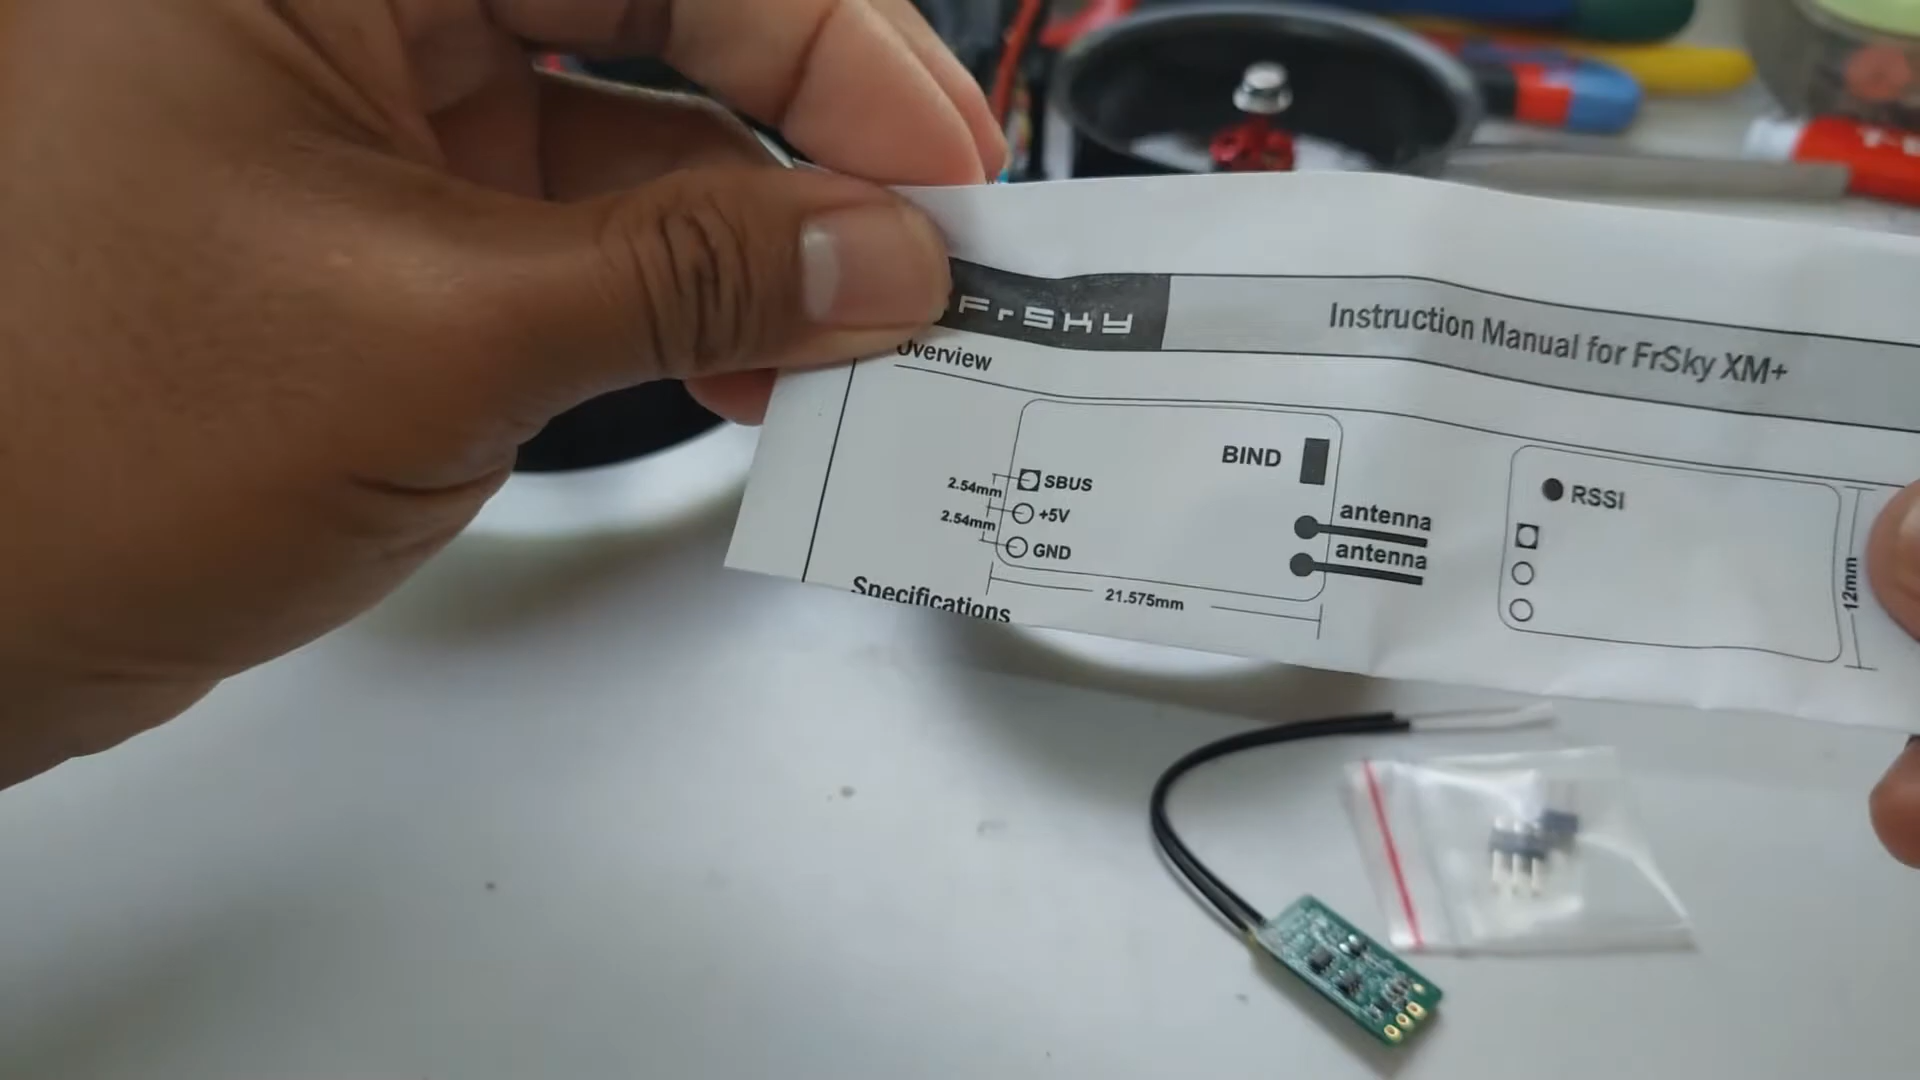 FrSky
Instruction Manual for FrSky XM+
Overview
BIND
2.54mm
SBUS
RSSI
2.54mm
+5V
antenna
GND
antenna
21.575mm
12mm
Specifications